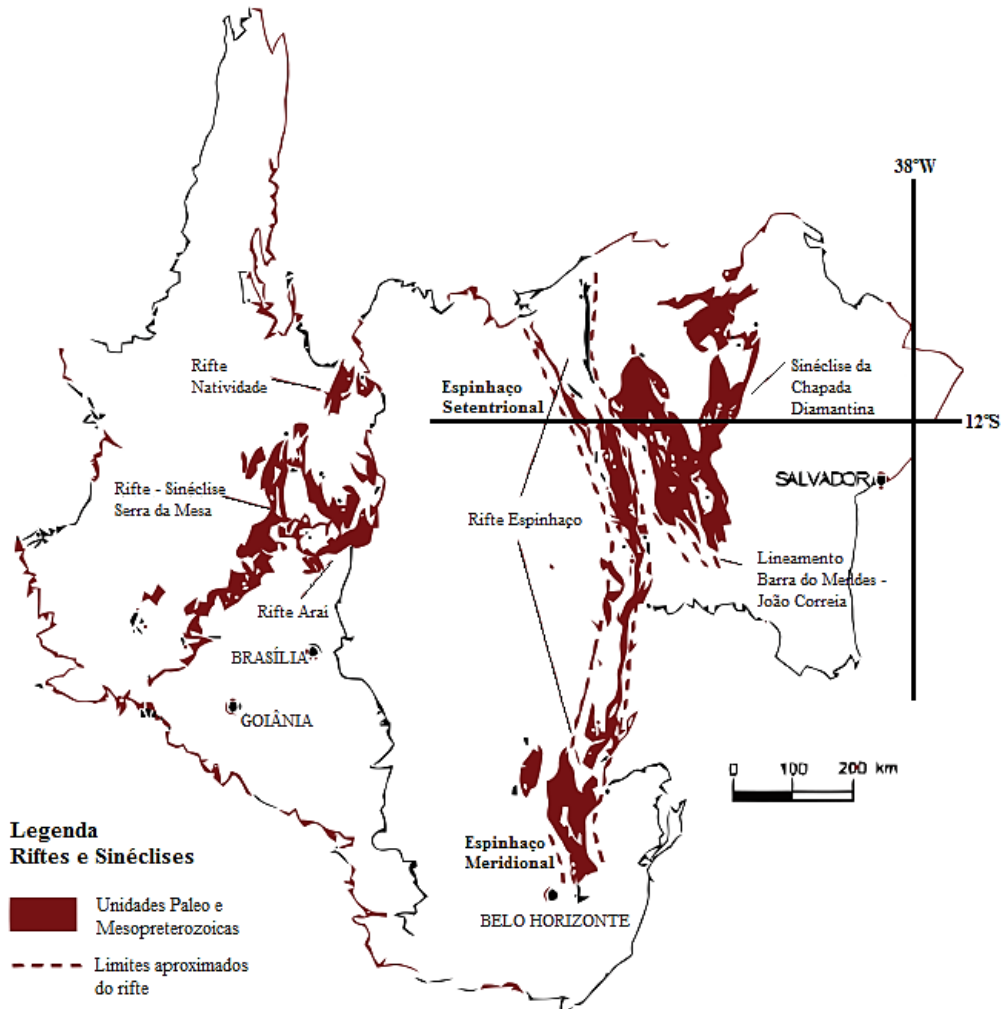 38°W
Rifte
Natividade
Espinhaço
Setentrional
Sinéclise da
Chapada
Diamantina
12°S
SALVADOR
Rifte - Sinéclise
Serra da Mesa
Rifte Espinhaço
Lineamento
Barra do Mendes -
João Correia
Rifte Arai
BRASÍLIA
GOIÂNIA
0 100 200 km
Legenda
Riftes e Sinéclises
Espinhaço
Meridional
Unidades Paleo e
Mesopreterozoicas
BELO HORIZONTE
Limites aproximados
do rifte